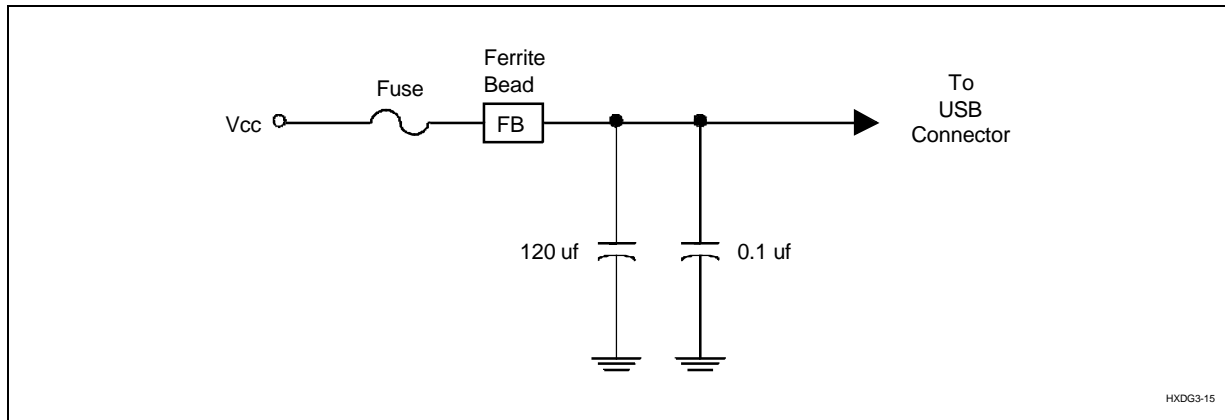 Ferrite
Bead
Fuse
To
USB
Connector
Vcc
FB
120 uf
0.1 uf
HXDG3-15